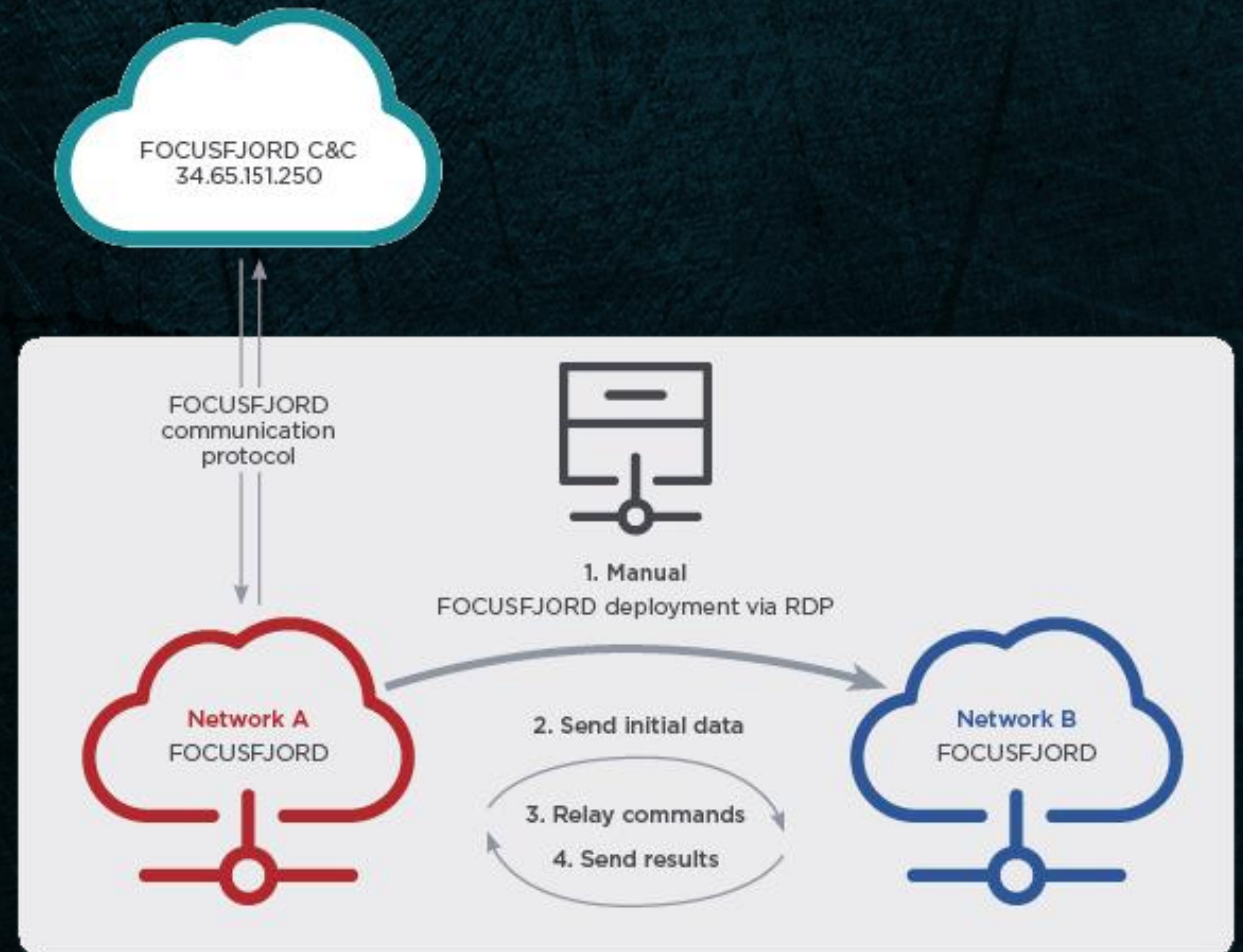 FOCUSFJORD C&C
34.65.151.250
FOCUSFJORD
communication
protocol
1. Manual
FOCUSFJORD deployment via RDP
Network A
FOCUSFJORD
2. Send initial data
3. Relay commands
4. Send results
Network B
FOCUSFJORD